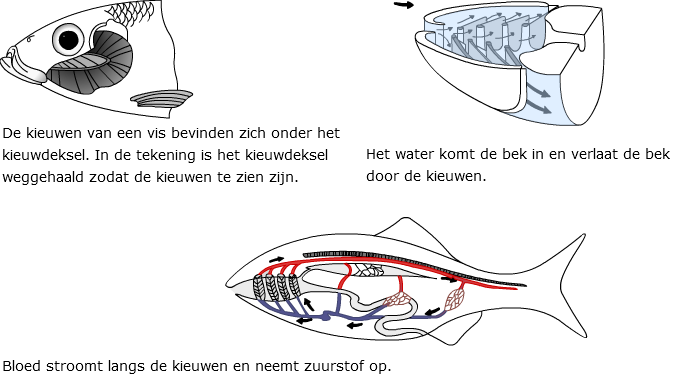 De kieuwen van een vis bevinden zich onder het
kieuwdeksel. In de tekening is het kieuwdeksel
weggehaald zodat de kieuwen te zien zijn.
Het water komt de bek in en verlaat de bek
door de kieuwen.
Bloed stroomt langs de kieuwen en neemt zuurstof op.